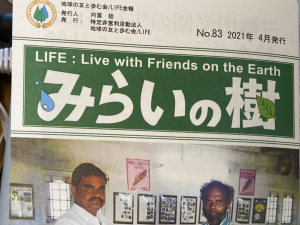 地球の友と歩む会/LIFE会報
発行人: 向當 稔
発 行: 特定非営利活動法人
地球の友と歩む会/LIFE
No.83 2021年 4月発行
LIFE : Live with Friends on the Earth
みらいの樹